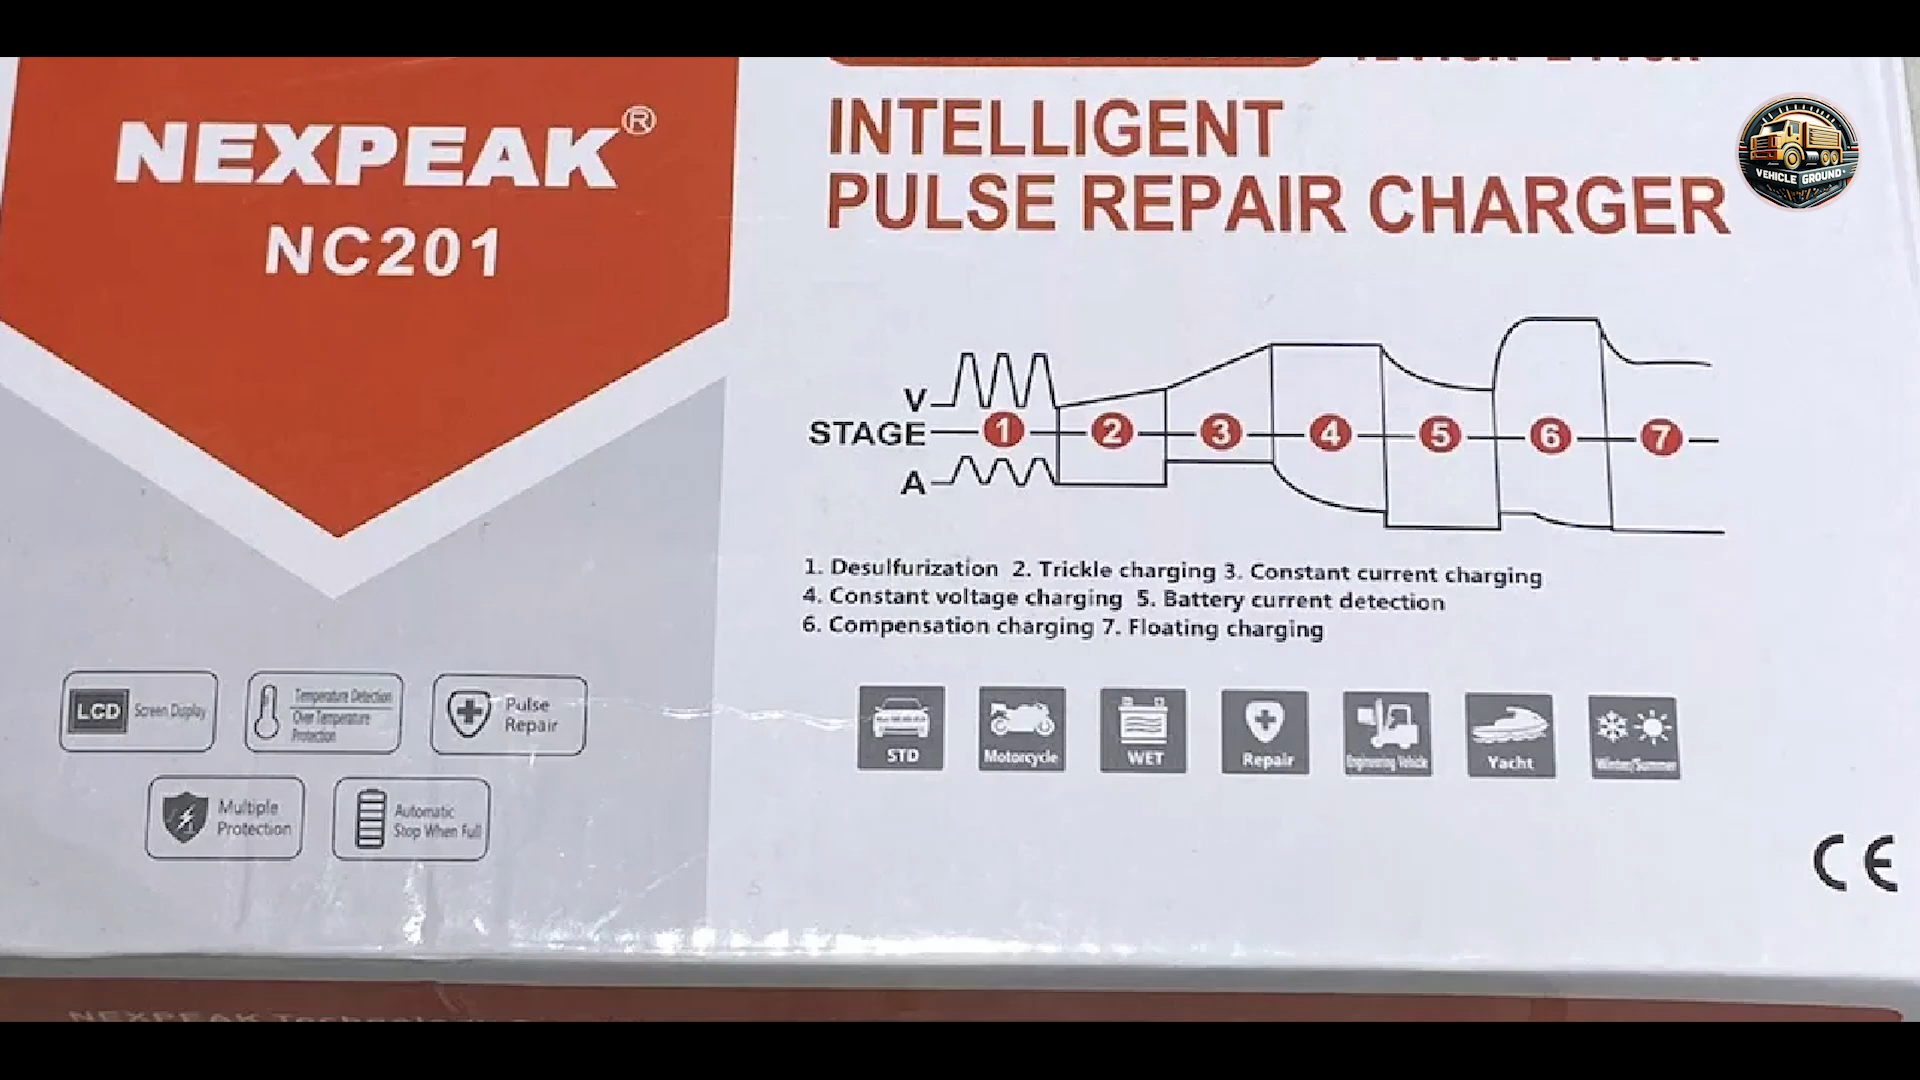 NEXPEAK®
NC201
INTELLIGENT
PULSE REPAIR CHARGER
VEHICLE GROUND
V
STAGE 1 2 3 4 5 6 7
A
1. Desulfurization 2. Trickle charging 3. Constant current charging
4. Constant voltage charging 5. Battery current detection
6. Compensation charging 7. Floating charging
LCD Screen Display
Temperature Detection
Over Temperature
Protection
Pulse
Repair
Multiple
Protection
Automatic
Stop When Full
STD
Motorcycle
WET
Repair
Engineering Vehicle
Yacht
Winter/Summer
CE
NEXPEAK